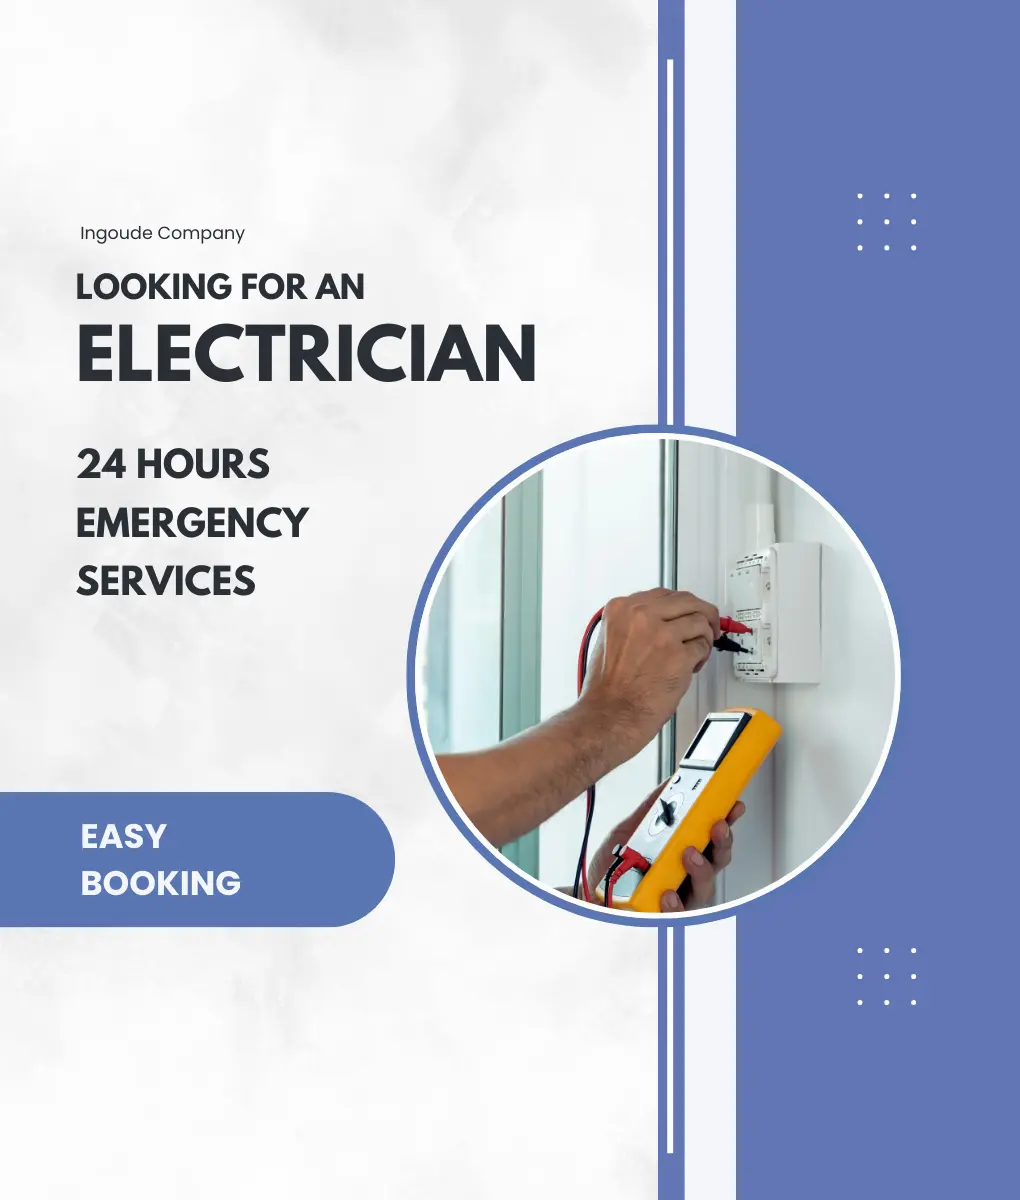 Ingoude Company
LOOKING FOR AN
ELECTRICIAN
24 HOURS
EMERGENCY
SERVICES
EASY
BOOKING